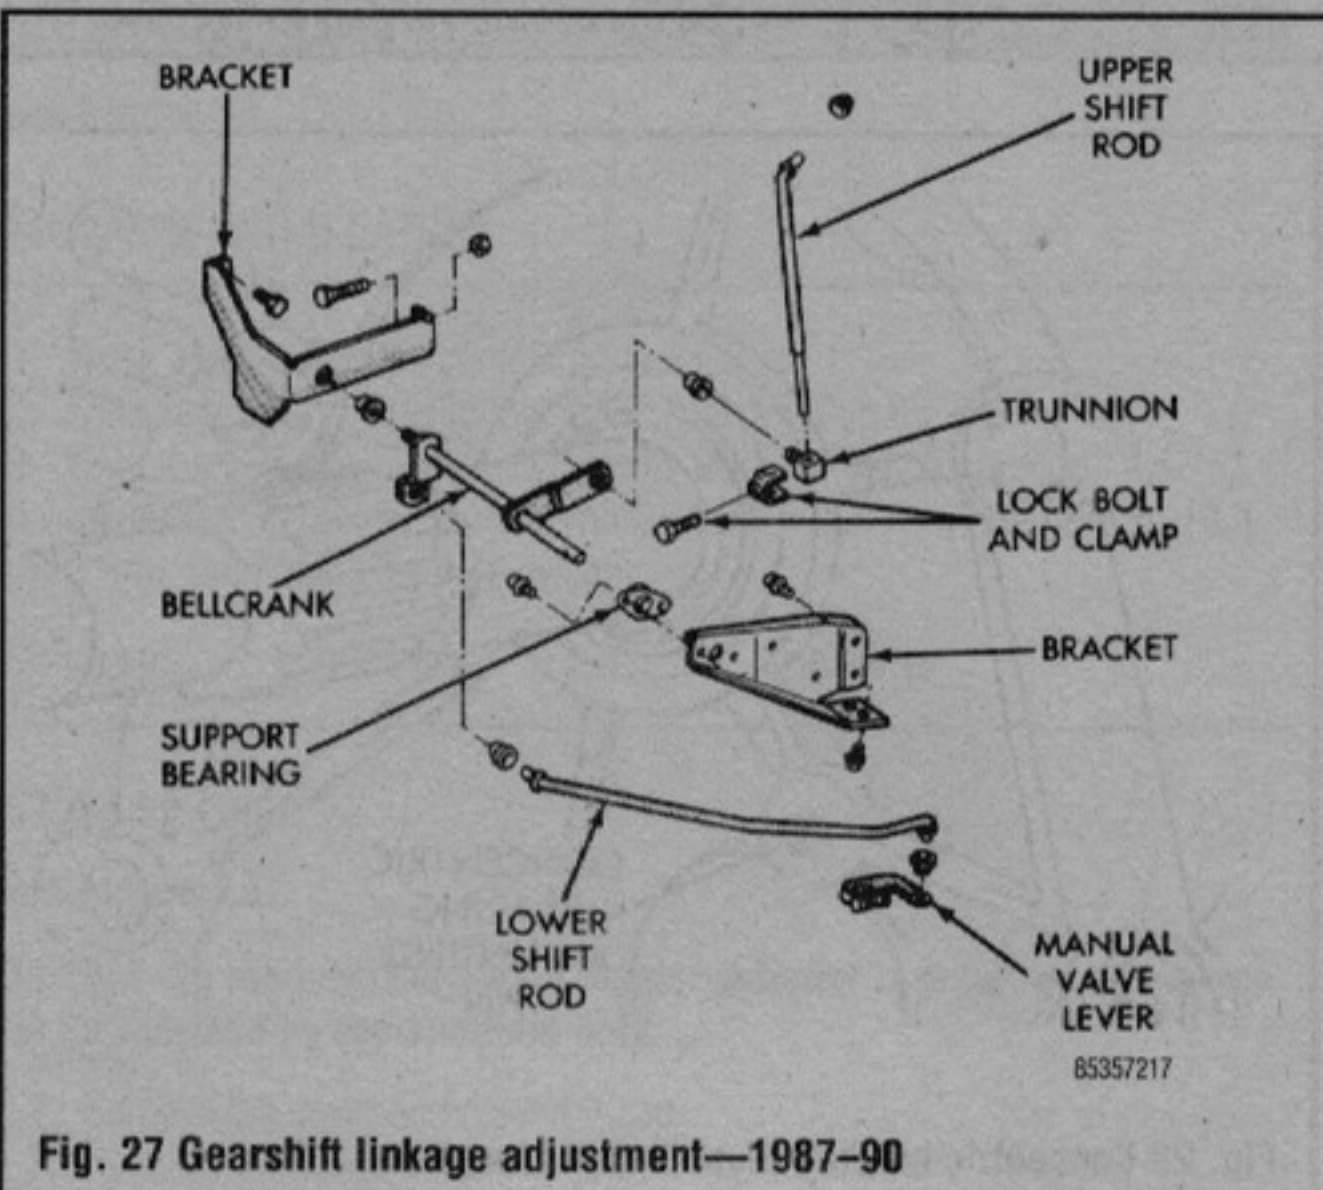 BRACKET
UPPER
SHIFT
ROD
TRUNNION
LOCK BOLT
AND CLAMP
BELLCRANK
BRACKET
SUPPORT
BEARING
LOWER
SHIFT
ROD
MANUAL
VALVE
LEVER
85357217
Fig. 27 Gearshift linkage adjustment—1987–90